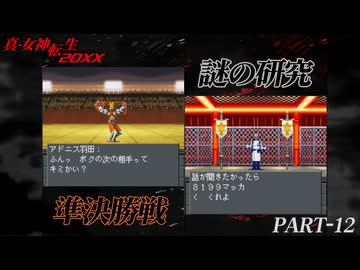 真・女神転生
20XX
謎の研究
アドニス羽田：
ふんっ　ボクの次の相手って
キミかい？
話が聞きたかったら
８１９９マッカ
く　くれよ
準決勝戦
PART-12